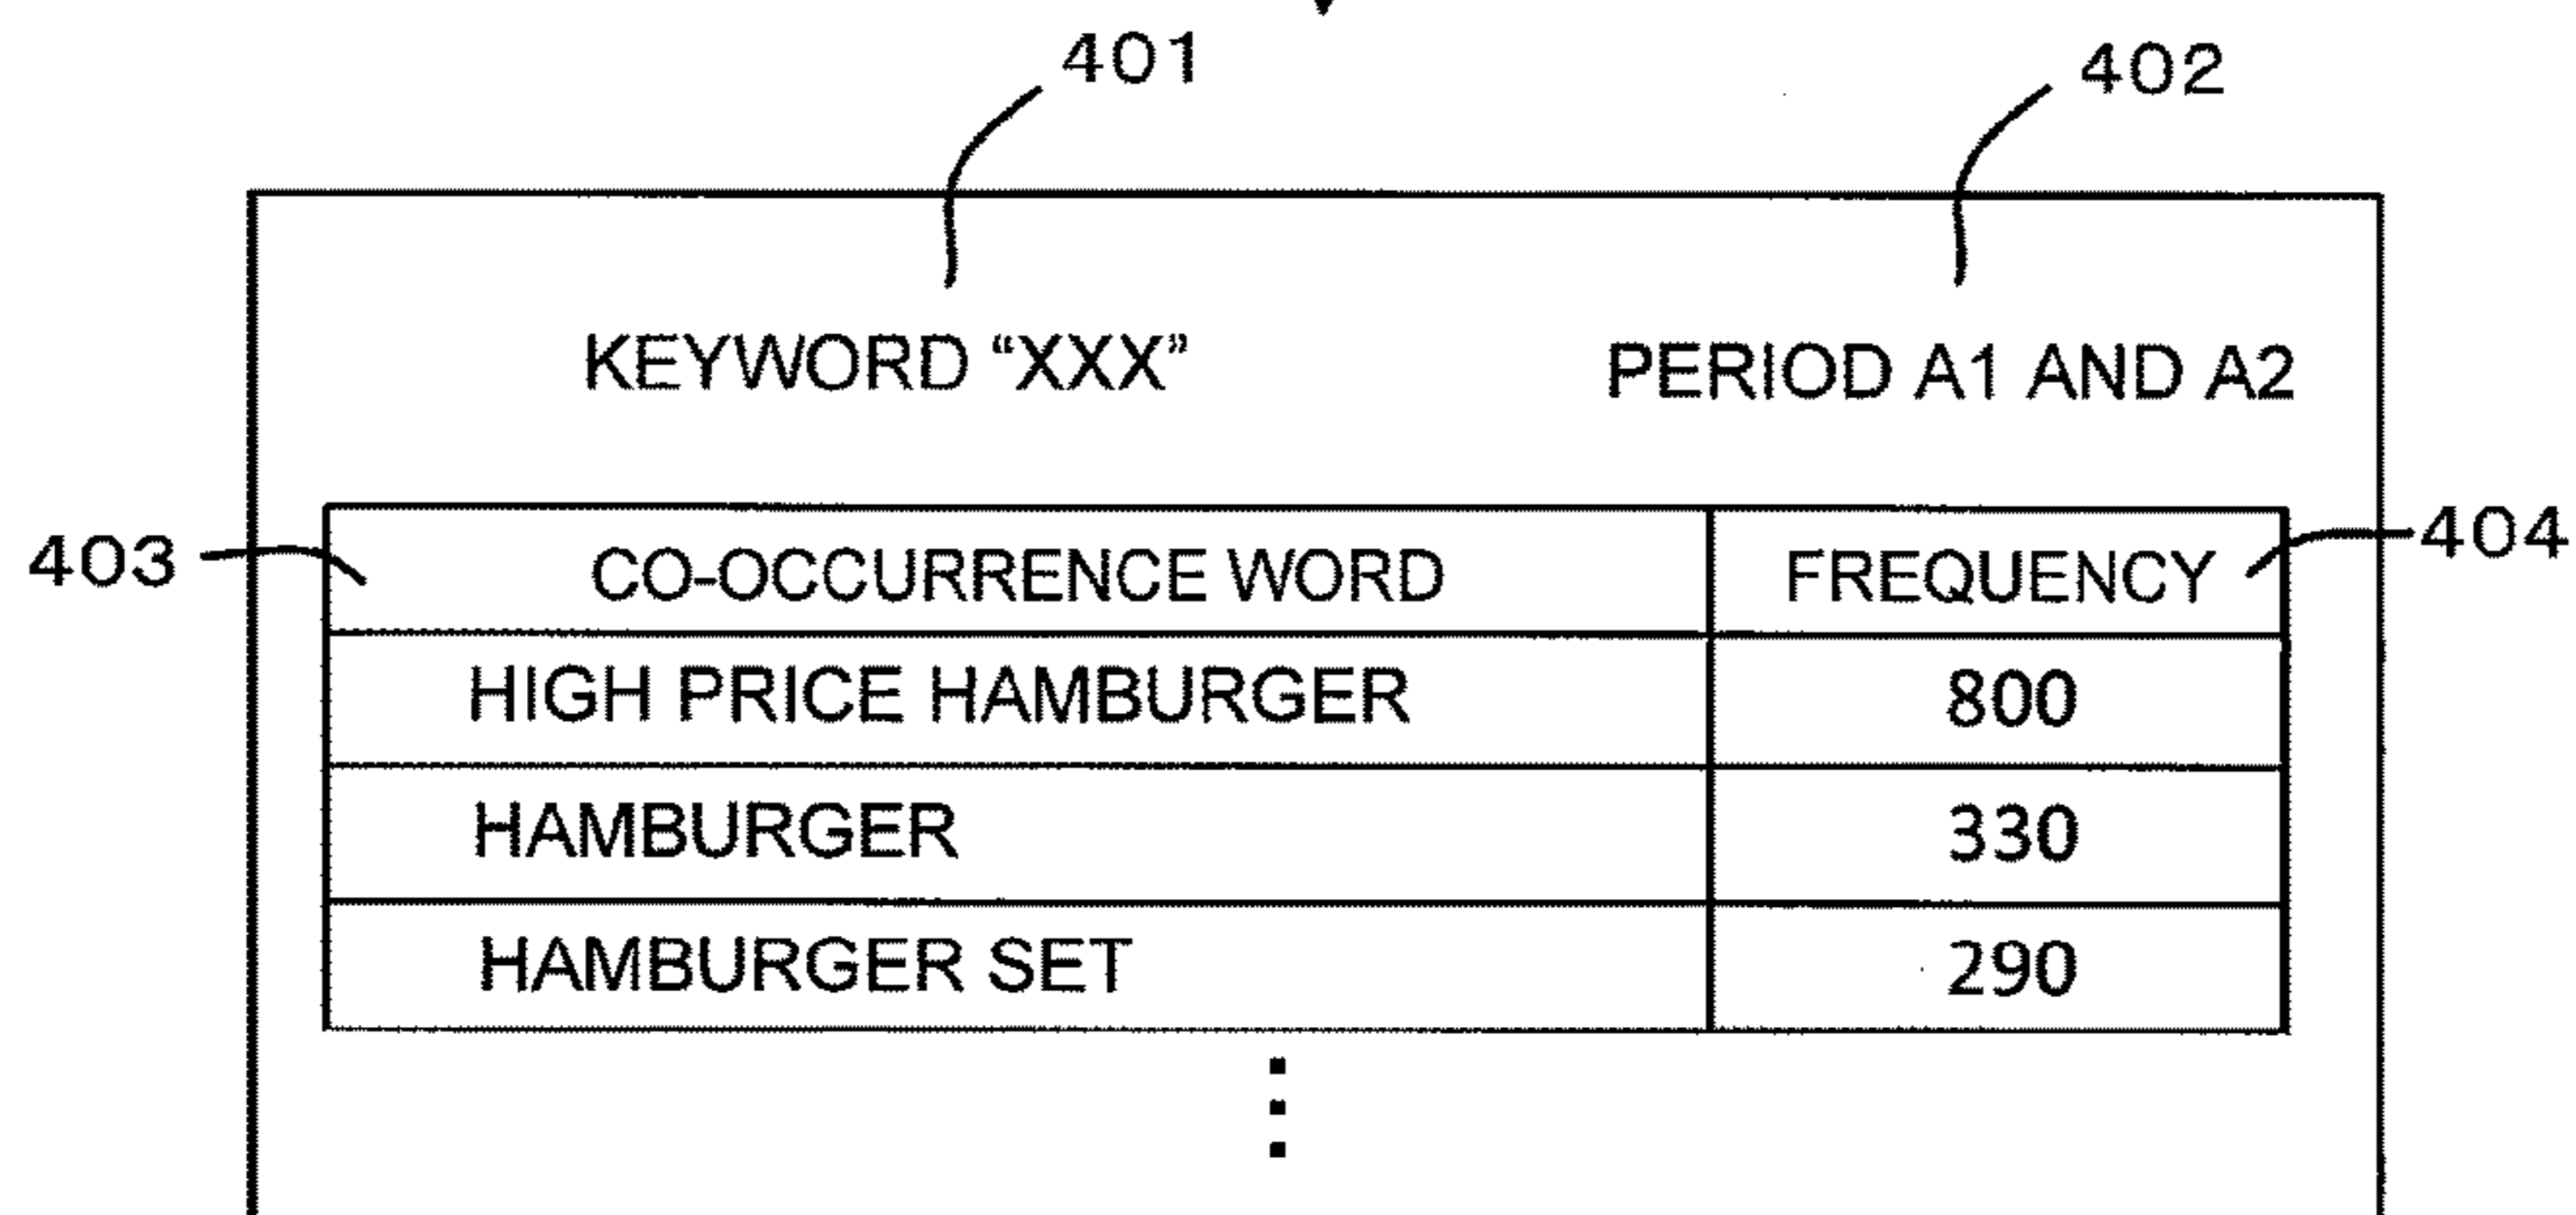 401
402
KEYWORD “XXX”
PERIOD A1 AND A2
403
CO-OCCURRENCE WORD
FREQUENCY
404
HIGH PRICE HAMBURGER
800
HAMBURGER
330
HAMBURGER SET
290